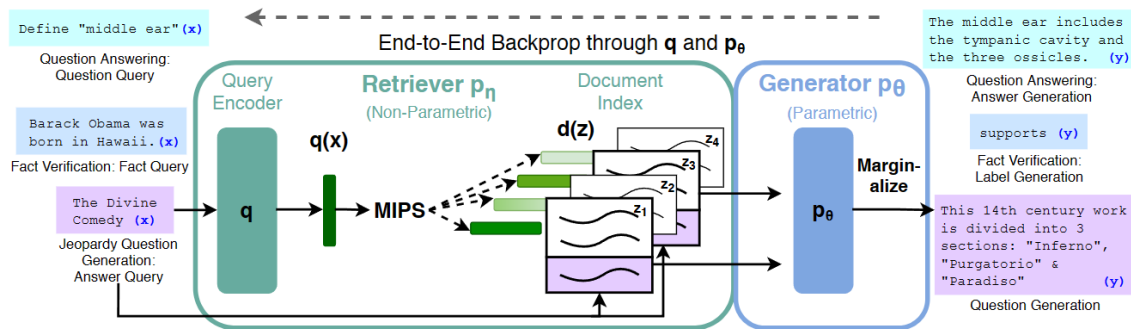 Define "middle ear"(x)
Question Answering:
Question Query
Barack Obama was
born in Hawaii.(x)
Fact Verification: Fact Query
The Divine
Comedy (x)
Jeopardy Question
Generation:
Answer Query
End-to-End Backprop through q and pθ
Query
Encoder
q
Retriever pη
(Non-Parametric)
q(x)
MIPS
Document
Index
d(z)
z4
z3
z2
z1
Generator pθ
(Parametric)
pθ
Margin-
alize
The middle ear includes
the tympanic cavity and
the three ossicles. (y)
Question Answering:
Answer Generation
supports (y)
Fact Verification:
Label Generation
This 14th century work
is divided into 3
sections: "Inferno",
"Purgatorio" &
"Paradiso" (y)
Question Generation